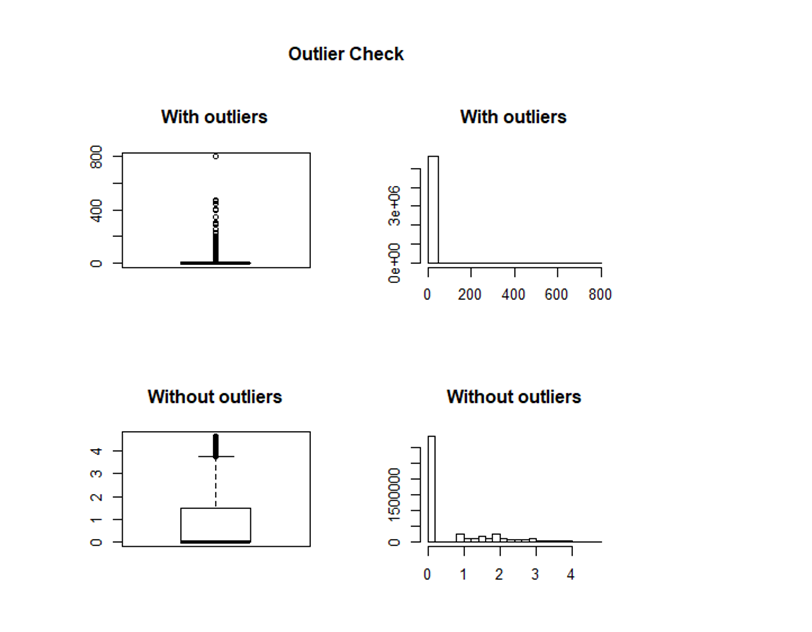 Outlier Check
With outliers
With outliers
800
400
0
3e+06
0e+00
0 200 400 600 800
Without outliers
Without outliers
4
3
2
1
0
1500000
0
0 1 2 3 4